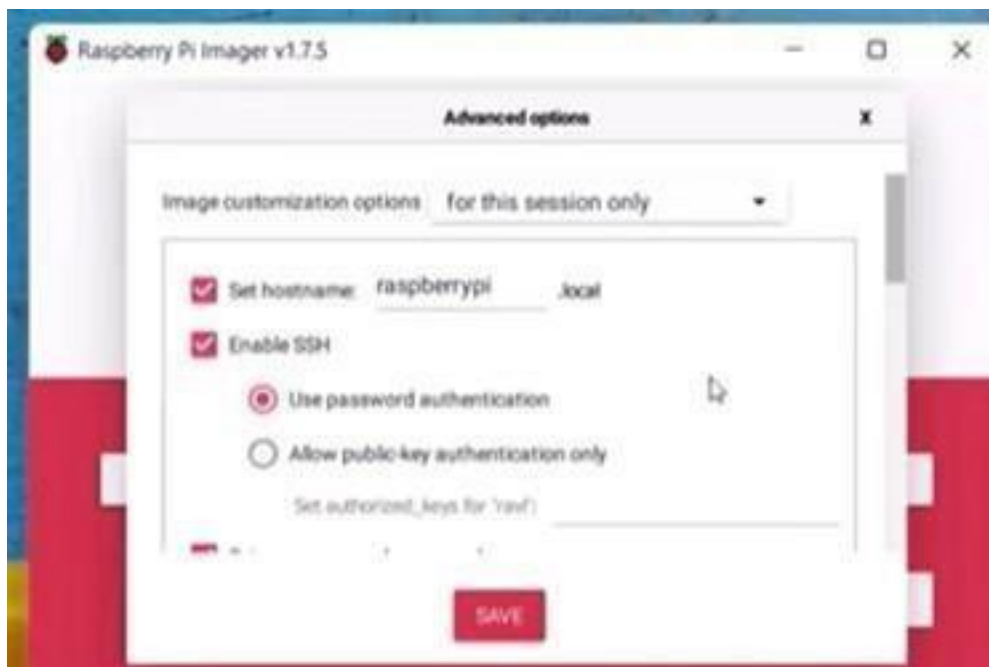 Raspberry Pi Imager v1.7.5
Advanced options X
Image customization options for this session only
Set hostname: raspberrypi .local
Enable SSH
Use password authentication
Allow public-key authentication only
Set authorized_keys for
SAVE